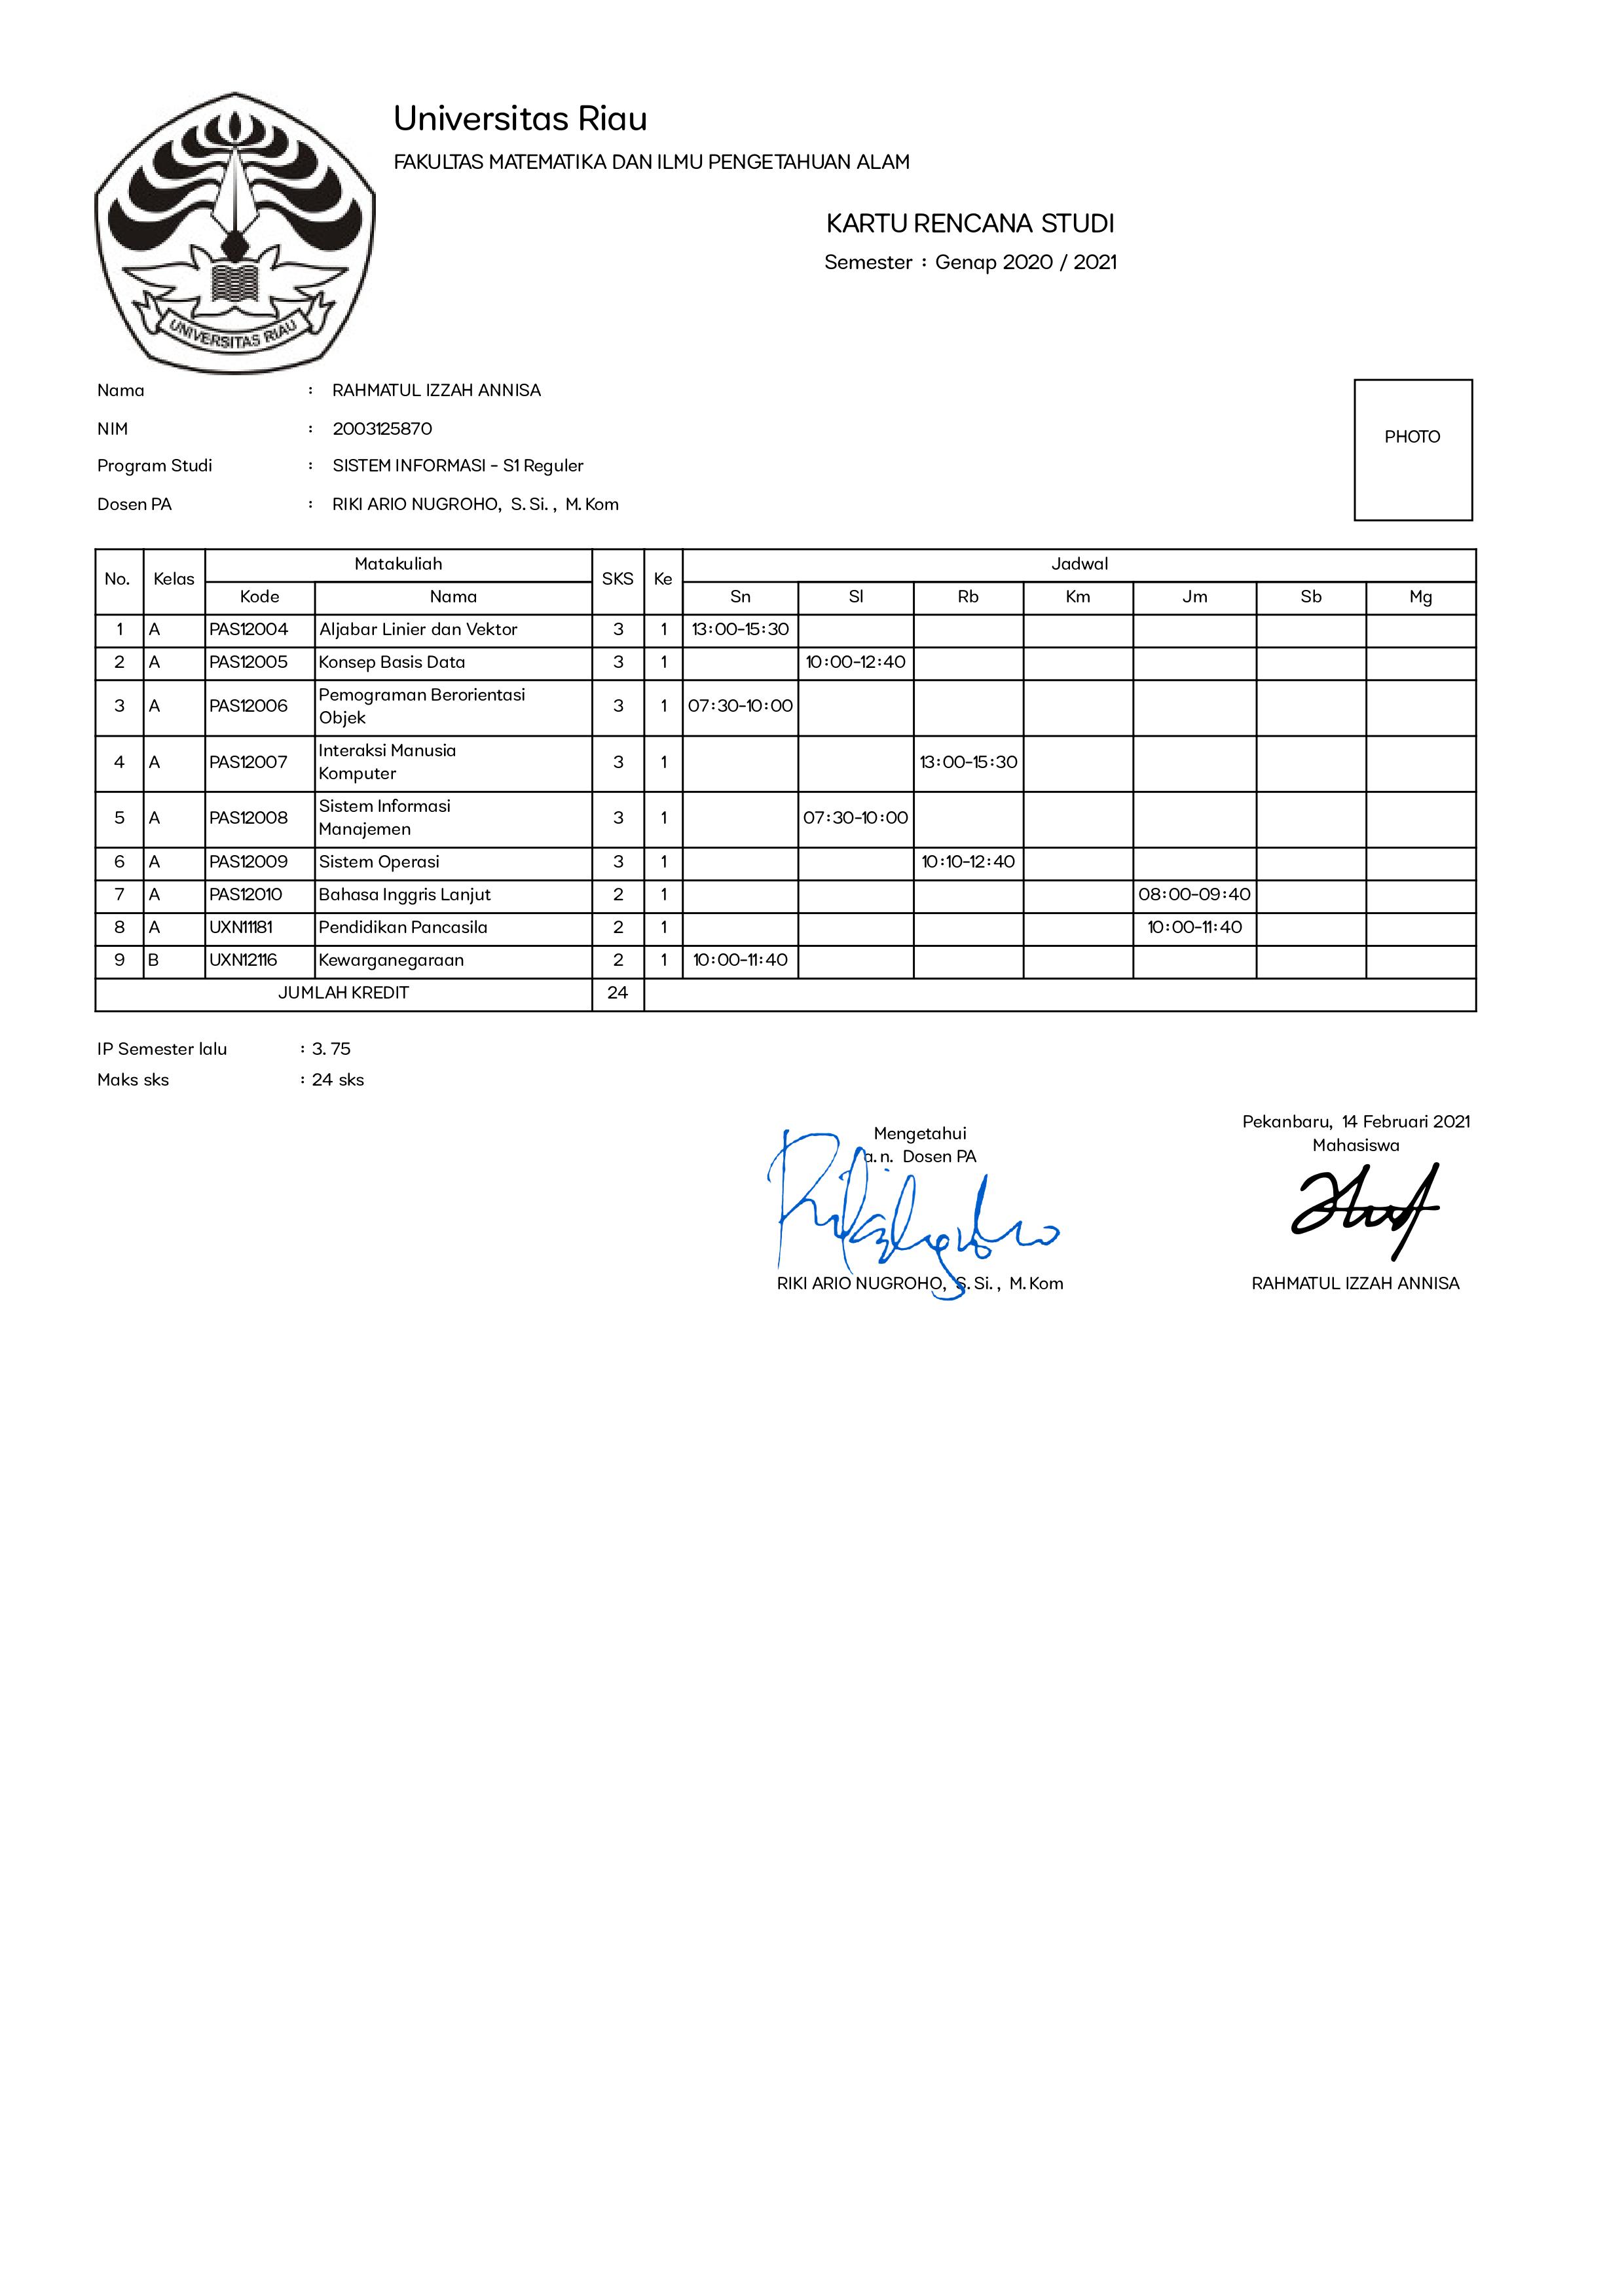 Universitas Riau
FAKULTAS MATEMATIKA DAN ILMU PENGETAHUAN ALAM
KARTU RENCANA STUDI
Semester : Genap 2020 / 2021
UNIVERSITAS RIAU
Nama : RAHMATUL IZZAH ANNISA
NIM : 2003125870
Program Studi : SISTEM INFORMASI - S1 Reguler
Dosen PA : RIKI ARIO NUGROHO, S.Si., M.Kom
PHOTO
No. Kelas Matakuliah SKS Ke Jadwal
Kode Nama Sn Sl Rb Km Jm Sb Mg
1 A PAS12004 Aljabar Linier dan Vektor 3 1 13:00-15:30
2 A PAS12005 Konsep Basis Data 3 1 10:00-12:40
3 A PAS12006 Pemograman Berorientasi Objek 3 1 07:30-10:00
4 A PAS12007 Interaksi Manusia Komputer 3 1 13:00-15:30
5 A PAS12008 Sistem Informasi Manajemen 3 1 07:30-10:00
6 A PAS12009 Sistem Operasi 3 1 10:10-12:40
7 A PAS12010 Bahasa Inggris Lanjut 2 1 08:00-09:40
8 A UXN11181 Pendidikan Pancasila 2 1 10:00-11:40
9 B UXN12116 Kewarganegaraan 2 1 10:00-11:40
JUMLAH KREDIT 24
IP Semester lalu : 3.75
Maks sks : 24 sks
Mengetahui
a.n. Dosen PA
RIKI ARIO NUGROHO, S.Si., M.Kom
Pekanbaru, 14 Februari 2021
Mahasiswa
RAHMATUL IZZAH ANNISA